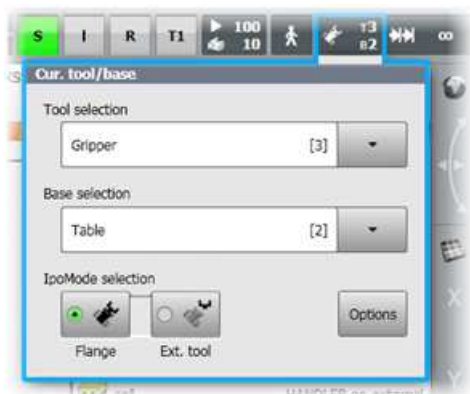 S I R T1 100 10 T3 B2 ∞
Cur. tool/base
Tool selection
Gripper [3]
Base selection
Table [2]
IpoMode selection
Options
Flange Ext. tool
X
Y